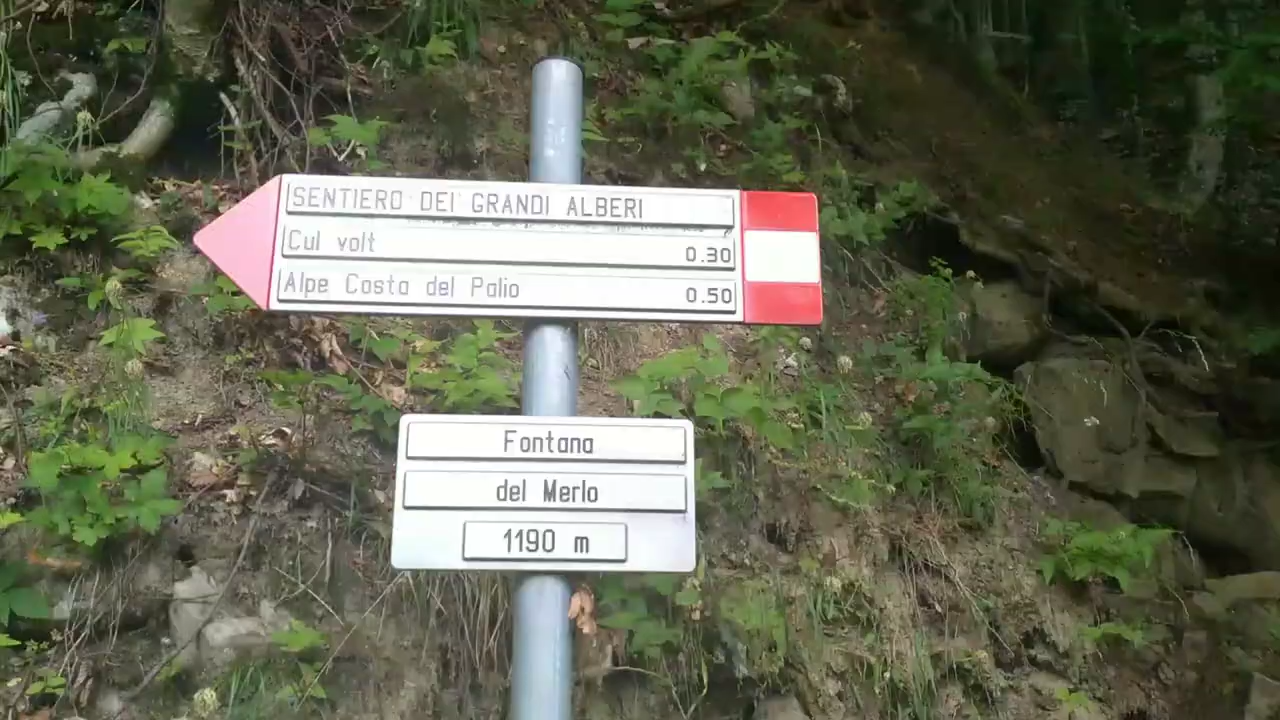 SENTIERO DEI GRANDI ALBERI
Cul volt 0.30
Alpe Costa del Palio 0.50
Fontana
del Merlo
1190 m